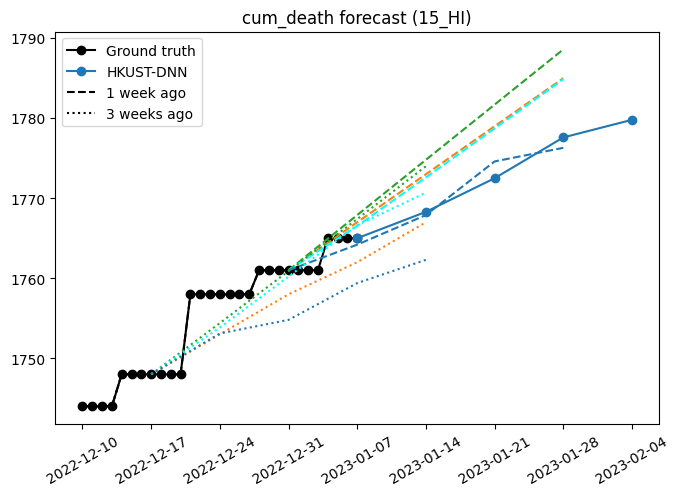 cum_death forecast (15_HI)
Ground truth
HKUST-DNN
1 week ago
3 weeks ago
1790
1780
1770
1760
1750
2022-12-10
2022-12-17
2022-12-24
2022-12-31
2023-01-07
2023-01-14
2023-01-21
2023-01-28
2023-02-04